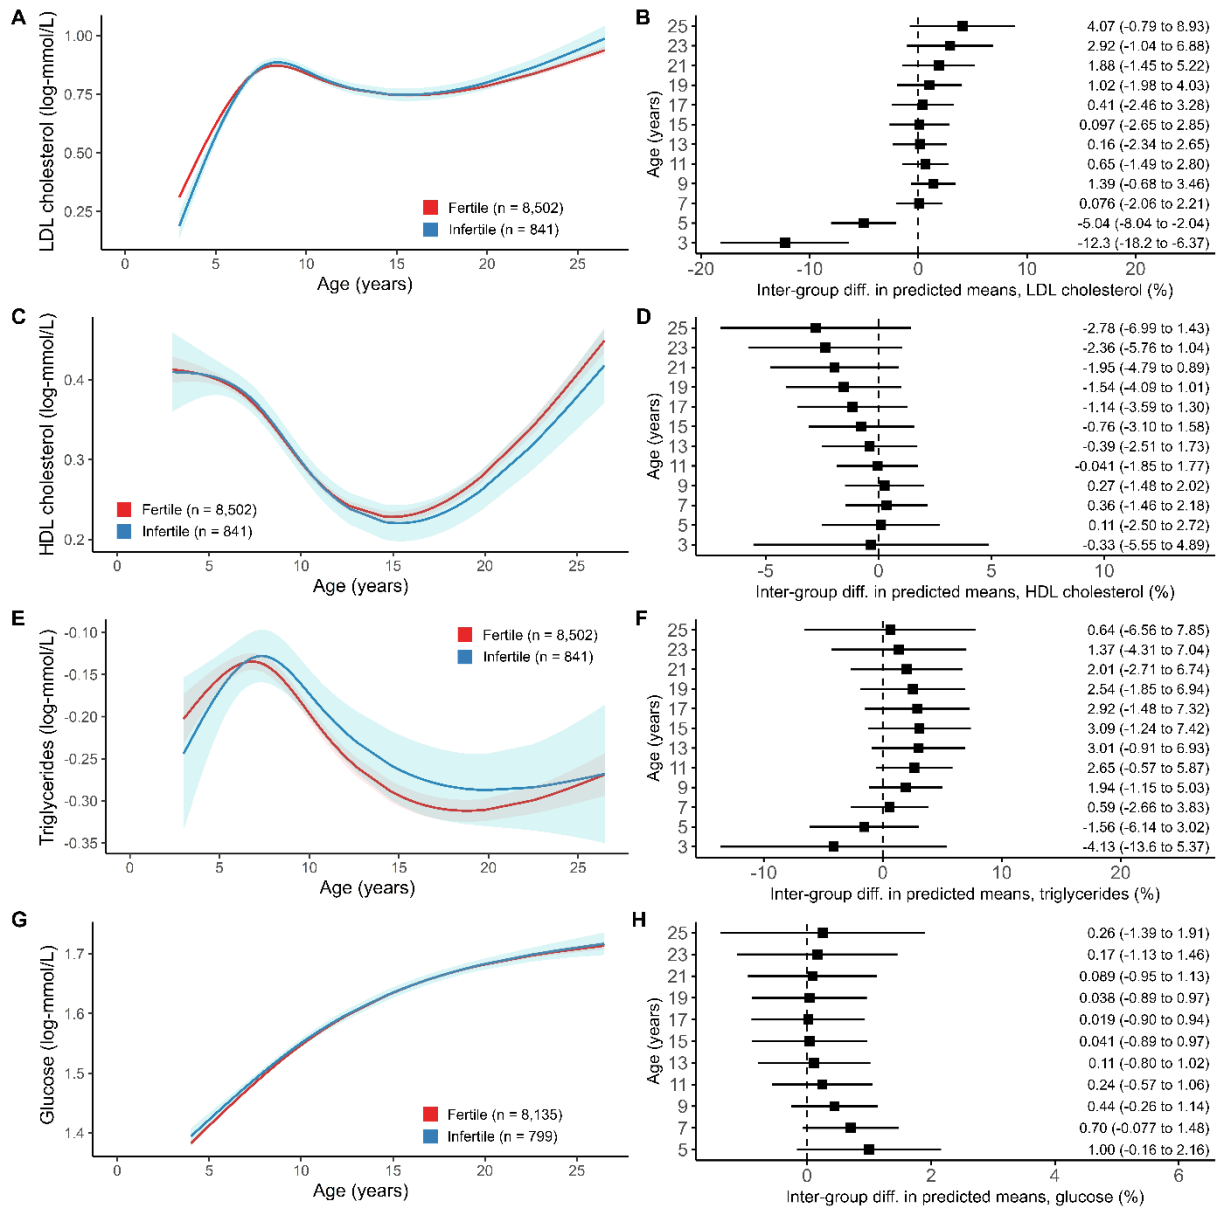 A
LDL cholesterol (log-mmol/L)
1.00
0.75
0.50
0.25
Fertile (n = 8,502)
Infertile (n = 841)
0 5 10 15 20 25
Age (years)
B
Age (years)
25 4.07 (-0.79 to 8.93)
23 2.92 (-1.04 to 6.88)
21 1.88 (-1.45 to 5.22)
19 1.02 (-1.98 to 4.03)
17 0.41 (-2.46 to 3.28)
15 0.097 (-2.65 to 2.85)
13 0.16 (-2.34 to 2.65)
11 0.65 (-1.49 to 2.80)
9 1.39 (-0.68 to 3.46)
7 0.076 (-2.06 to 2.21)
5 -5.04 (-8.04 to -2.04)
3 -12.3 (-18.2 to -6.37)
-20 -10 0 10 20
Inter-group diff. in predicted means, LDL cholesterol (%)
C
HDL cholesterol (log-mmol/L)
0.4
0.3
0.2
Fertile (n = 8,502)
Infertile (n = 841)
0 5 10 15 20 25
Age (years)
D
Age (years)
25 -2.78 (-6.99 to 1.43)
23 -2.36 (-5.76 to 1.04)
21 -1.95 (-4.79 to 0.89)
19 -1.54 (-4.09 to 1.01)
17 -1.14 (-3.59 to 1.30)
15 -0.76 (-3.10 to 1.58)
13 -0.39 (-2.51 to 1.73)
11 -0.041 (-1.85 to 1.77)
9 0.27 (-1.48 to 2.02)
7 0.36 (-1.46 to 2.18)
5 0.11 (-2.50 to 2.72)
3 -0.33 (-5.55 to 4.89)
-5 0 5 10
Inter-group diff. in predicted means, HDL cholesterol (%)
E
Triglycerides (log-mmol/L)
-0.10
-0.15
-0.20
-0.25
-0.30
-0.35
Fertile (n = 8,502)
Infertile (n = 841)
0 5 10 15 20 25
Age (years)
F
Age (years)
25 0.64 (-6.56 to 7.85)
23 1.37 (-4.31 to 7.04)
21 2.01 (-2.71 to 6.74)
19 2.54 (-1.85 to 6.94)
17 2.92 (-1.48 to 7.32)
15 3.09 (-1.24 to 7.42)
13 3.01 (-0.91 to 6.93)
11 2.65 (-0.57 to 5.87)
9 1.94 (-1.15 to 5.03)
7 0.59 (-2.66 to 3.83)
5 -1.56 (-6.14 to 3.02)
3 -4.13 (-13.6 to 5.37)
-10 0 10 20
Inter-group diff. in predicted means, triglycerides (%)
G
Glucose (log-mmol/L)
1.7
1.6
1.5
1.4
Fertile (n = 8,135)
Infertile (n = 799)
0 5 10 15 20 25
Age (years)
H
Age (years)
25 0.26 (-1.39 to 1.91)
23 0.17 (-1.13 to 1.46)
21 0.089 (-0.95 to 1.13)
19 0.038 (-0.89 to 0.97)
17 0.019 (-0.90 to 0.94)
15 0.041 (-0.89 to 0.97)
13 0.11 (-0.80 to 1.02)
11 0.24 (-0.57 to 1.06)
9 0.44 (-0.26 to 1.14)
7 0.70 (-0.077 to 1.48)
5 1.00 (-0.16 to 2.16)
0 2 4 6
Inter-group diff. in predicted means, glucose (%)